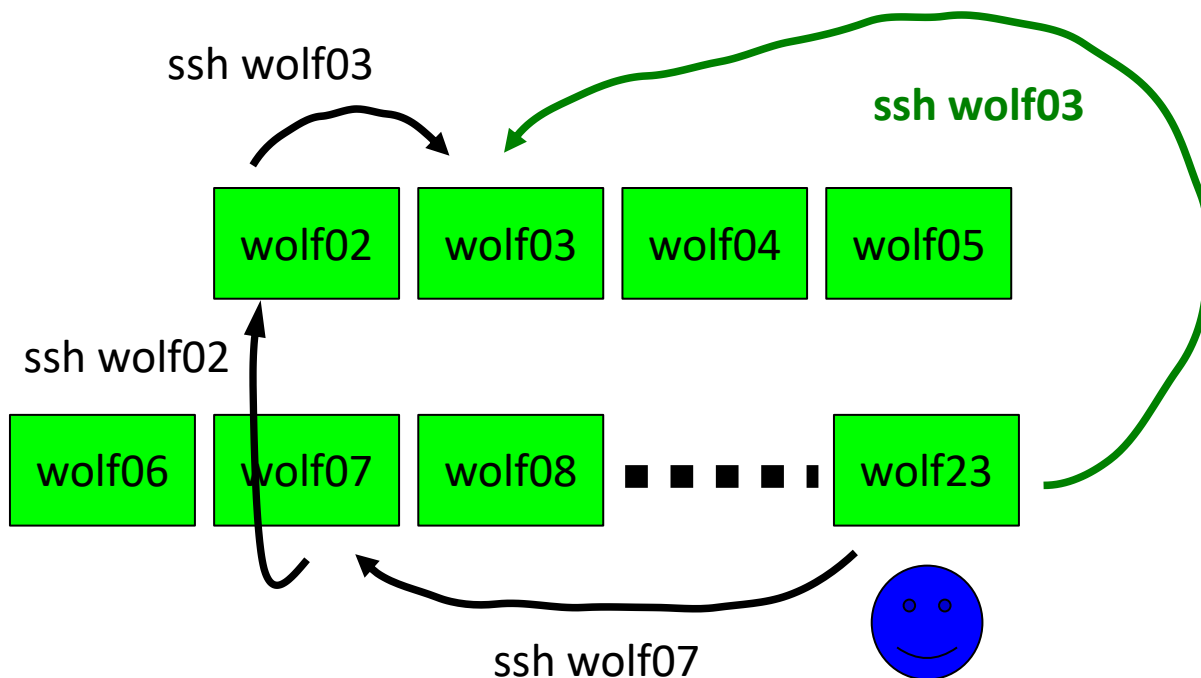 ssh wolf03
ssh wolf03
wolf02 wolf03 wolf04 wolf05
ssh wolf02
wolf06 wolf07 wolf08 wolf23
ssh wolf07